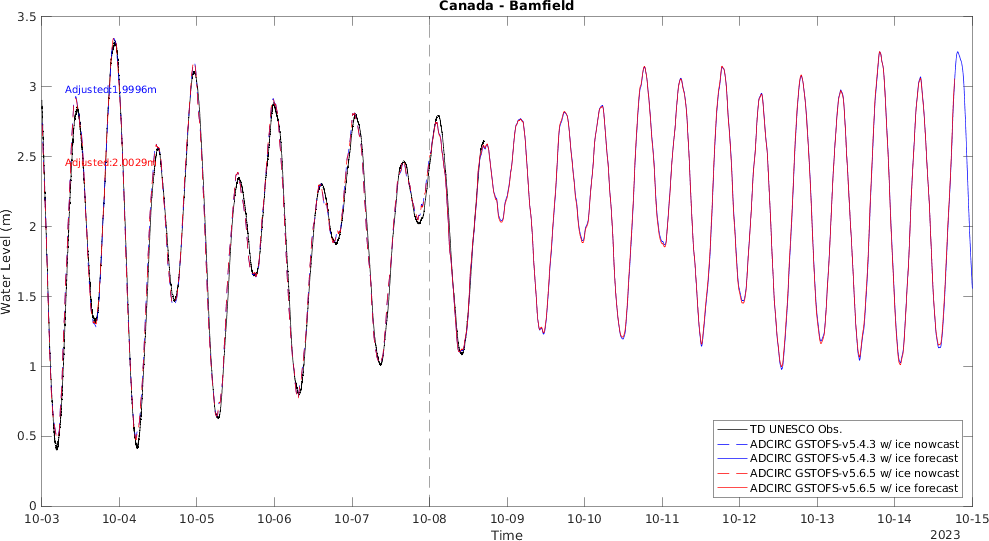 Canada - Bamfield
3.5
3
2.5
2
1.5
1
0.5
0
Water Level (m)
Adjusted:1.9996m
Adjusted:2.0029m
TD UNESCO Obs.
ADCIRC GSTOFS-v5.4.3 w/ ice nowcast
ADCIRC GSTOFS-v5.4.3 w/ ice forecast
ADCIRC GSTOFS-v5.6.5 w/ ice nowcast
ADCIRC GSTOFS-v5.6.5 w/ ice forecast
10-03 10-04 10-05 10-06 10-07 10-08 10-09 10-10 10-11 10-12 10-13 10-14 10-15
Time
2023